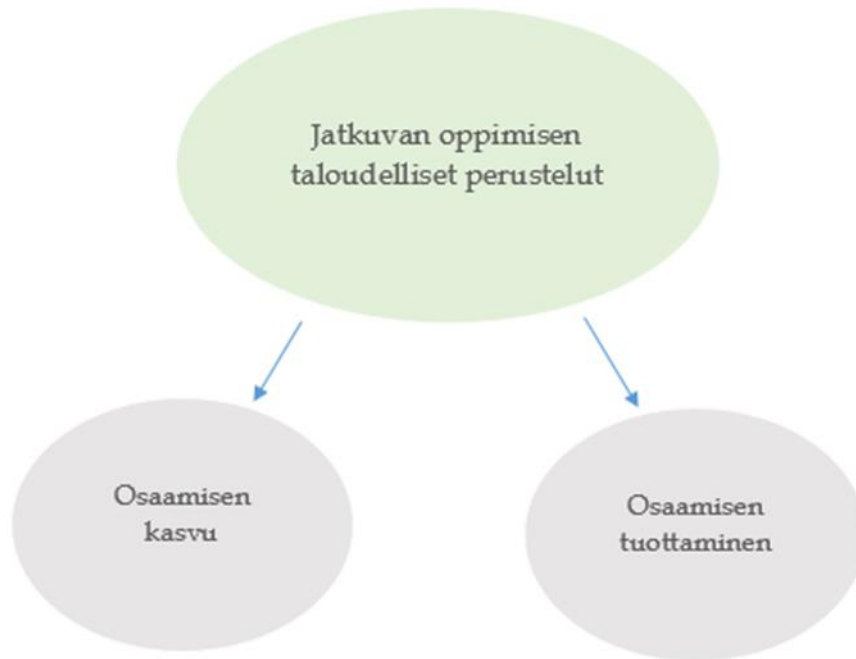 Jatkuvan oppimisen
taloudelliset perustelut
Osaamisen
kasvu
Osaamisen
tuottaminen